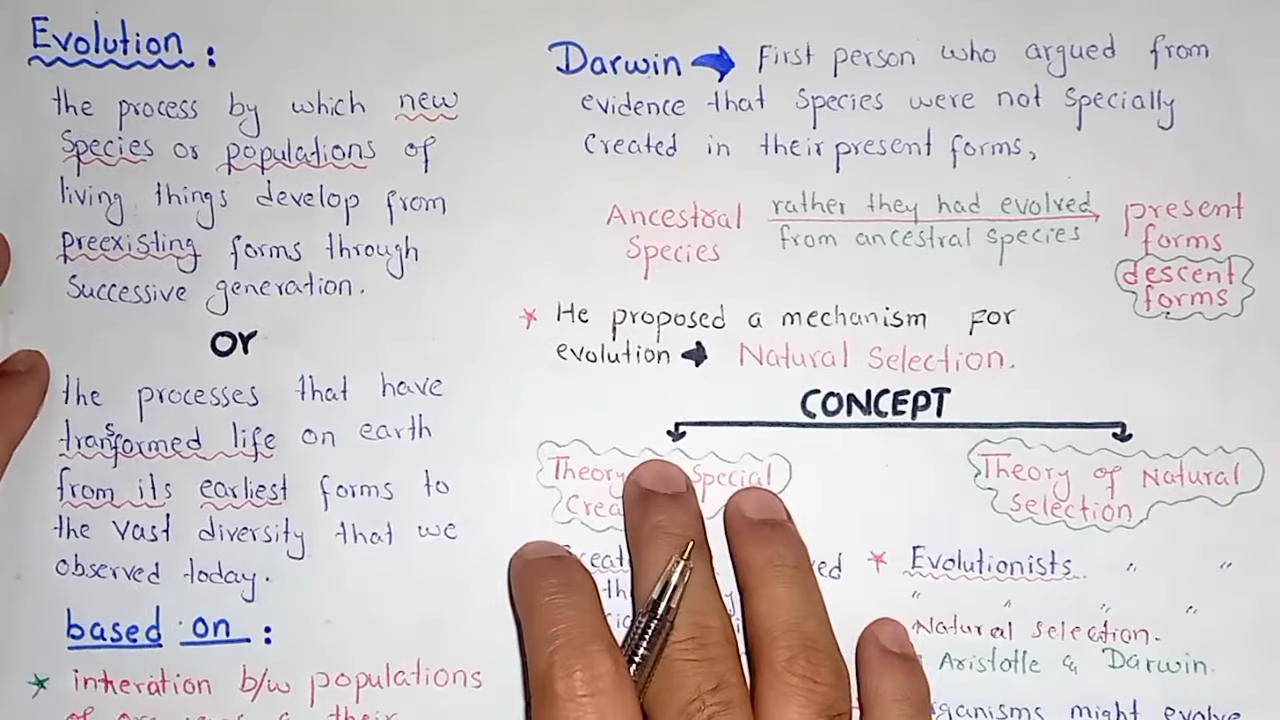 Evolution :
the process by which new
Species or populations of
living things develop from
preexisting forms through
Successive generation.
or
the processes that have
transformed life on earth
from its earliest forms to
the vast diversity that we
observed today.
based on :
* intheration b/w populations
Darwin → First person who argued from
evidence that species were not specially
created in their present forms,
Ancestoral
Species
rather they had evolved
from ancestral species
present
forms
descent
forms
* He proposed a mechanism for
evolution → Natural Selection.
CONCEPT
Theory Special
Theory of Natural
Selection
* Evolutionists " "
" " " "
Natural selection.
Aristotle & Darwin.
might evolve